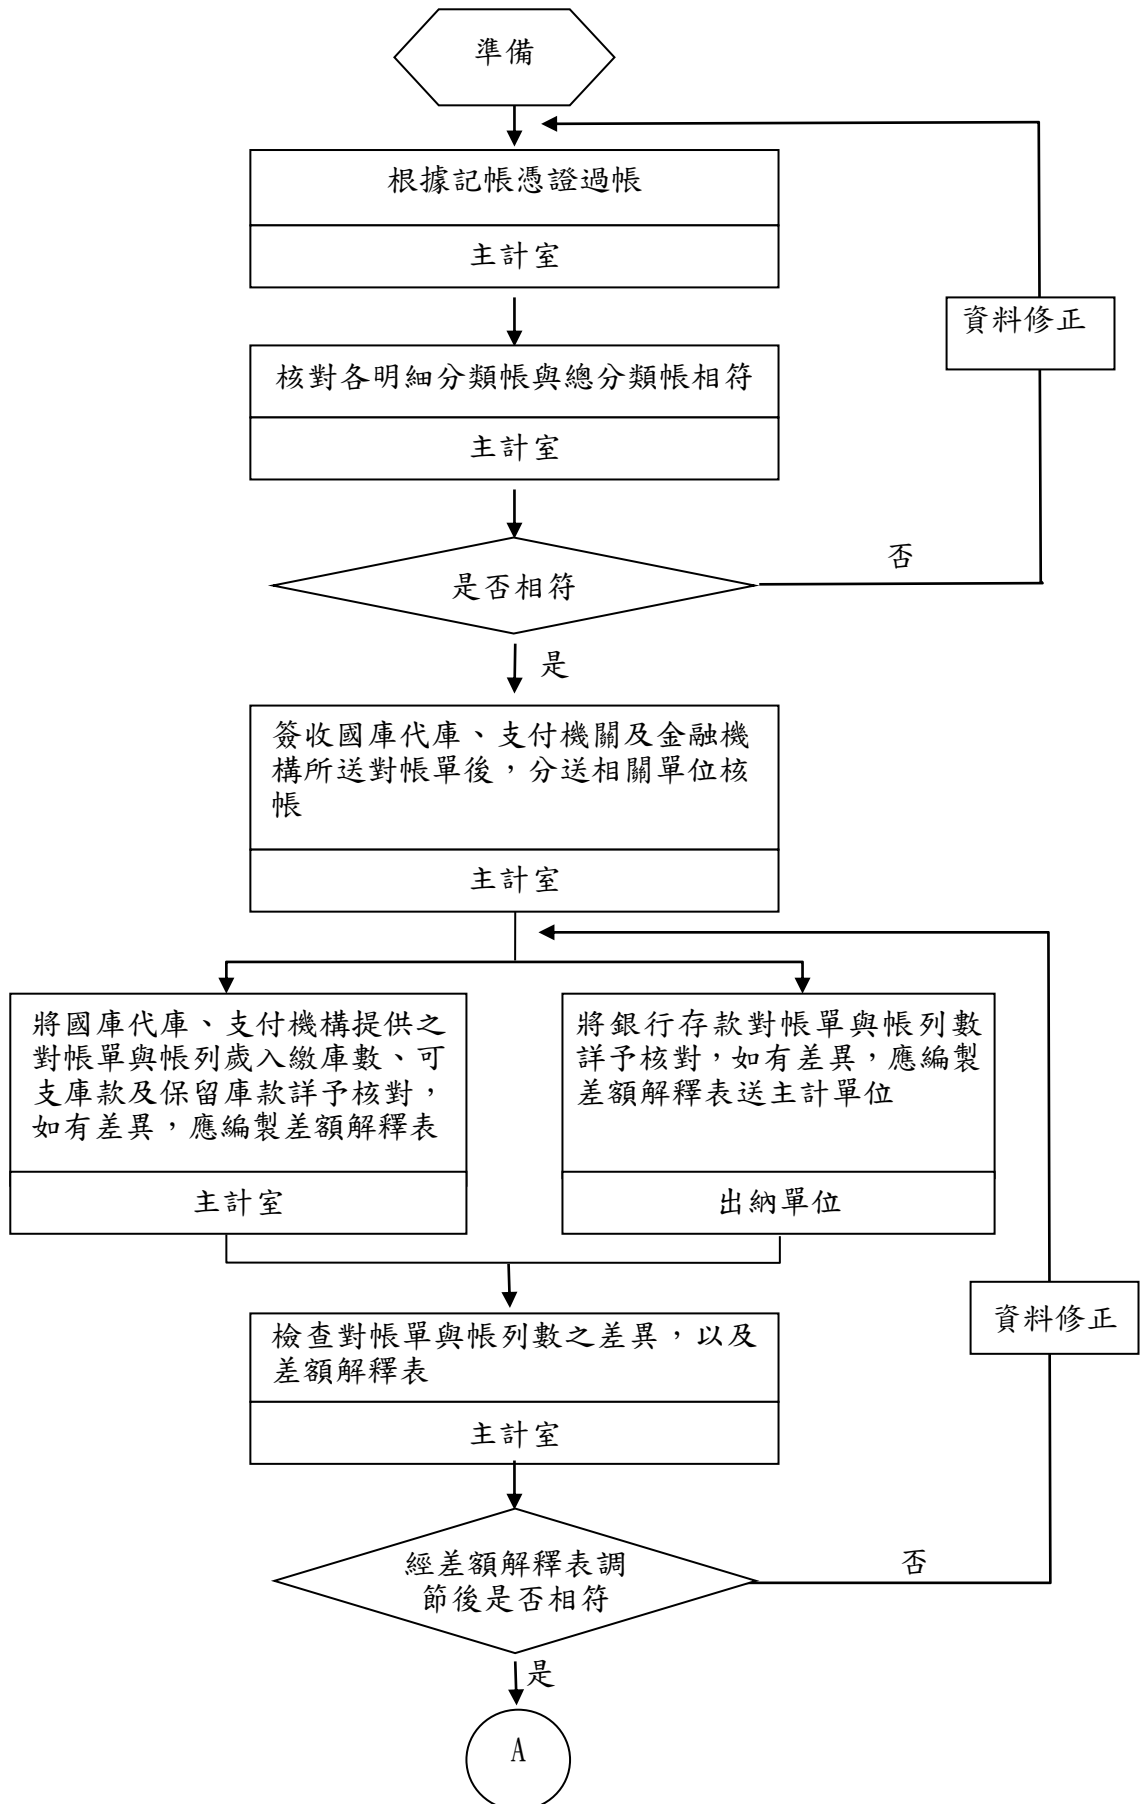 準備
根據記帳憑證過帳
主計室
資料修正
核對各明細分類帳與總分類帳相符
主計室
否
是否相符
是
簽收國庫代庫、支付機關及金融機
構所送對帳單後，分送相關單位核
帳
主計室
將國庫代庫、支付機構提供之
對帳單與帳列歲入繳庫數、可
支庫款及保留庫款詳予核對，
如有差異，應編製差額解釋表
主計室
將銀行存款對帳單與帳列數
詳予核對，如有差異，應編製
差額解釋表送主計單位
出納單位
資料修正
檢查對帳單與帳列數之差異，以及
差額解釋表
主計室
否
經差額解釋表調
節後是否相符
是
A